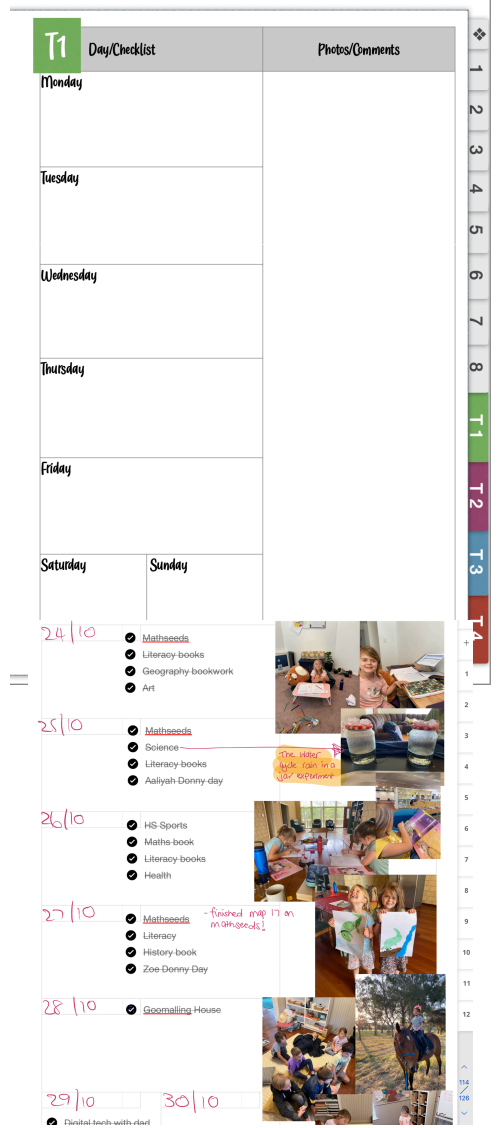 T1 Day/Checklist Photos/Comments
Monday
Tuesday
Wednesday
Thursday
Friday
Saturday Sunday
1
2
3
4
5
6
7
8
T1
T2
T3
T4
24/10
Mathseeds
Literacy books
Geography bookwork
Art
25/10
Mathseeds
Science
Literacy books
Aaliyah Donny day
The Water
Cycle rain in a
jar experiment
26/10
HS Sports
Maths book
Literacy books
Health
27/10
Mathseeds - finished map 17 on
mathseeds!
Literacy
History book
Zoe Donny Day
28/10
Goomalling House
29/10 30/10
Digital tech with dad
+
1
2
3
4
5
6
7
8
9
10
11
12
114
126